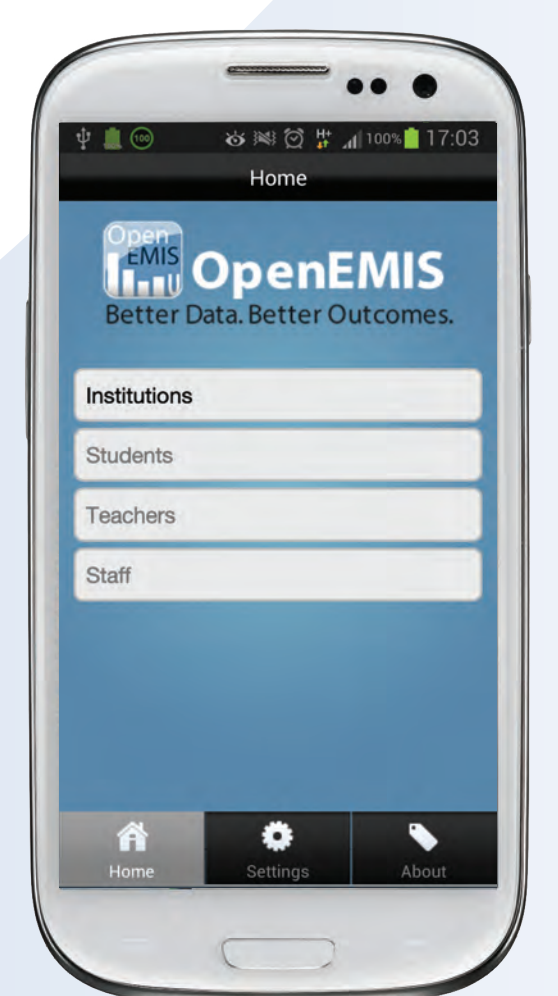 100
H+
100%
17:03
Home
Open
EMIS
OpenEMIS
Better Data. Better Outcomes.
Institutions
Students
Teachers
Staff
Home
Settings
About